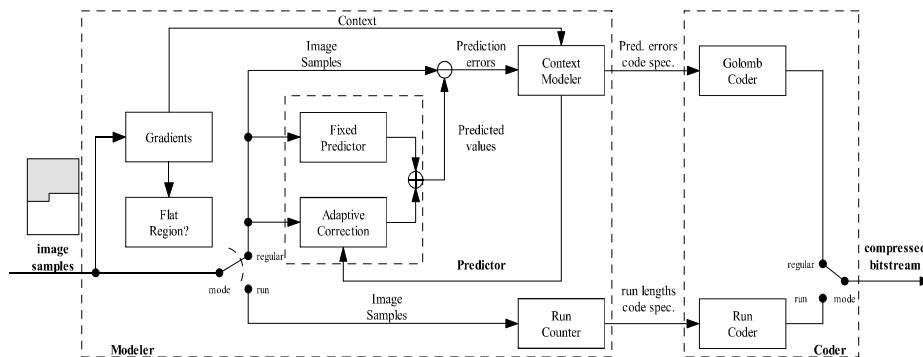 Context
Image
Samples
Prediction
errors
Context
Modeler
Pred. errors
code spec.
Golomb
Coder
Gradients
Fixed
Predictor
Predicted
values
Flat
Region?
Adaptive
Correction
image
samples
regular
mode
run
Predictor
Image
Samples
Run
Counter
run lengths
code spec.
Run
Coder
regular
run
mode
compressed
bitstream
Modeler
Coder